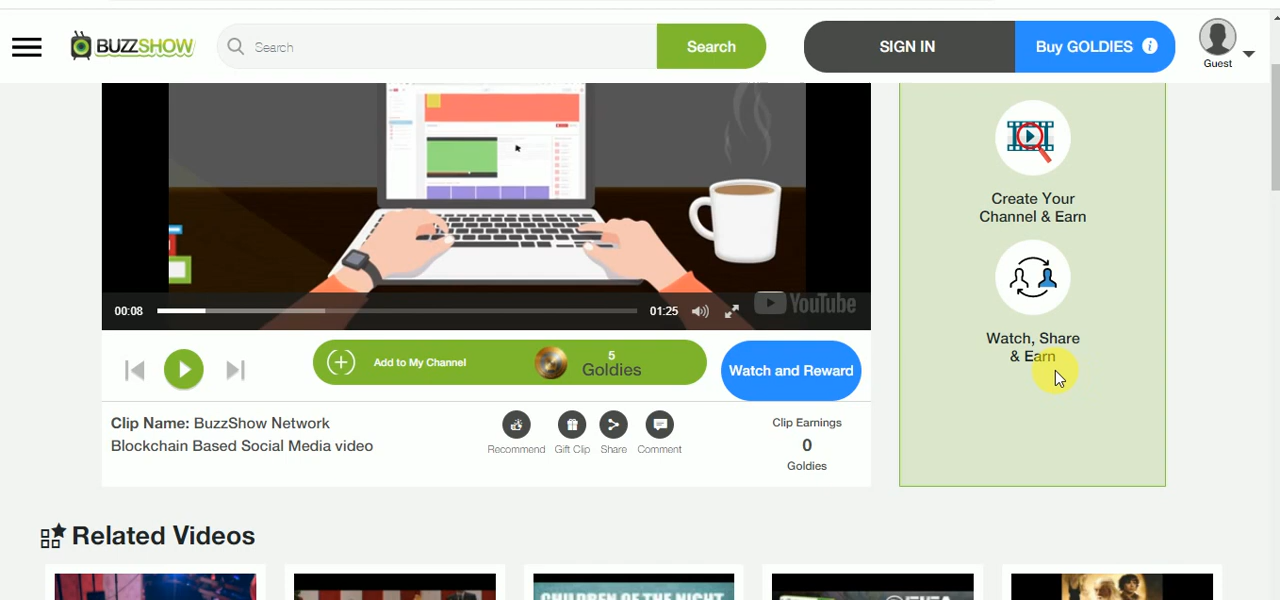 BUZZSHOW
Search
Search
SIGN IN
Buy GOLDIES i
Guest
Create Your
Channel & Earn
Watch, Share
& Earn
00:08
01:25
YouTube
Add to My Channel
5
Goldies
Watch and Reward
Clip Name: BuzzShow Network
Blockchain Based Social Media video
Recommend
Gift Clip
Share
Comment
Clip Earnings
0
Goldies
Related Videos
CHILDREN OF THE NIGHT